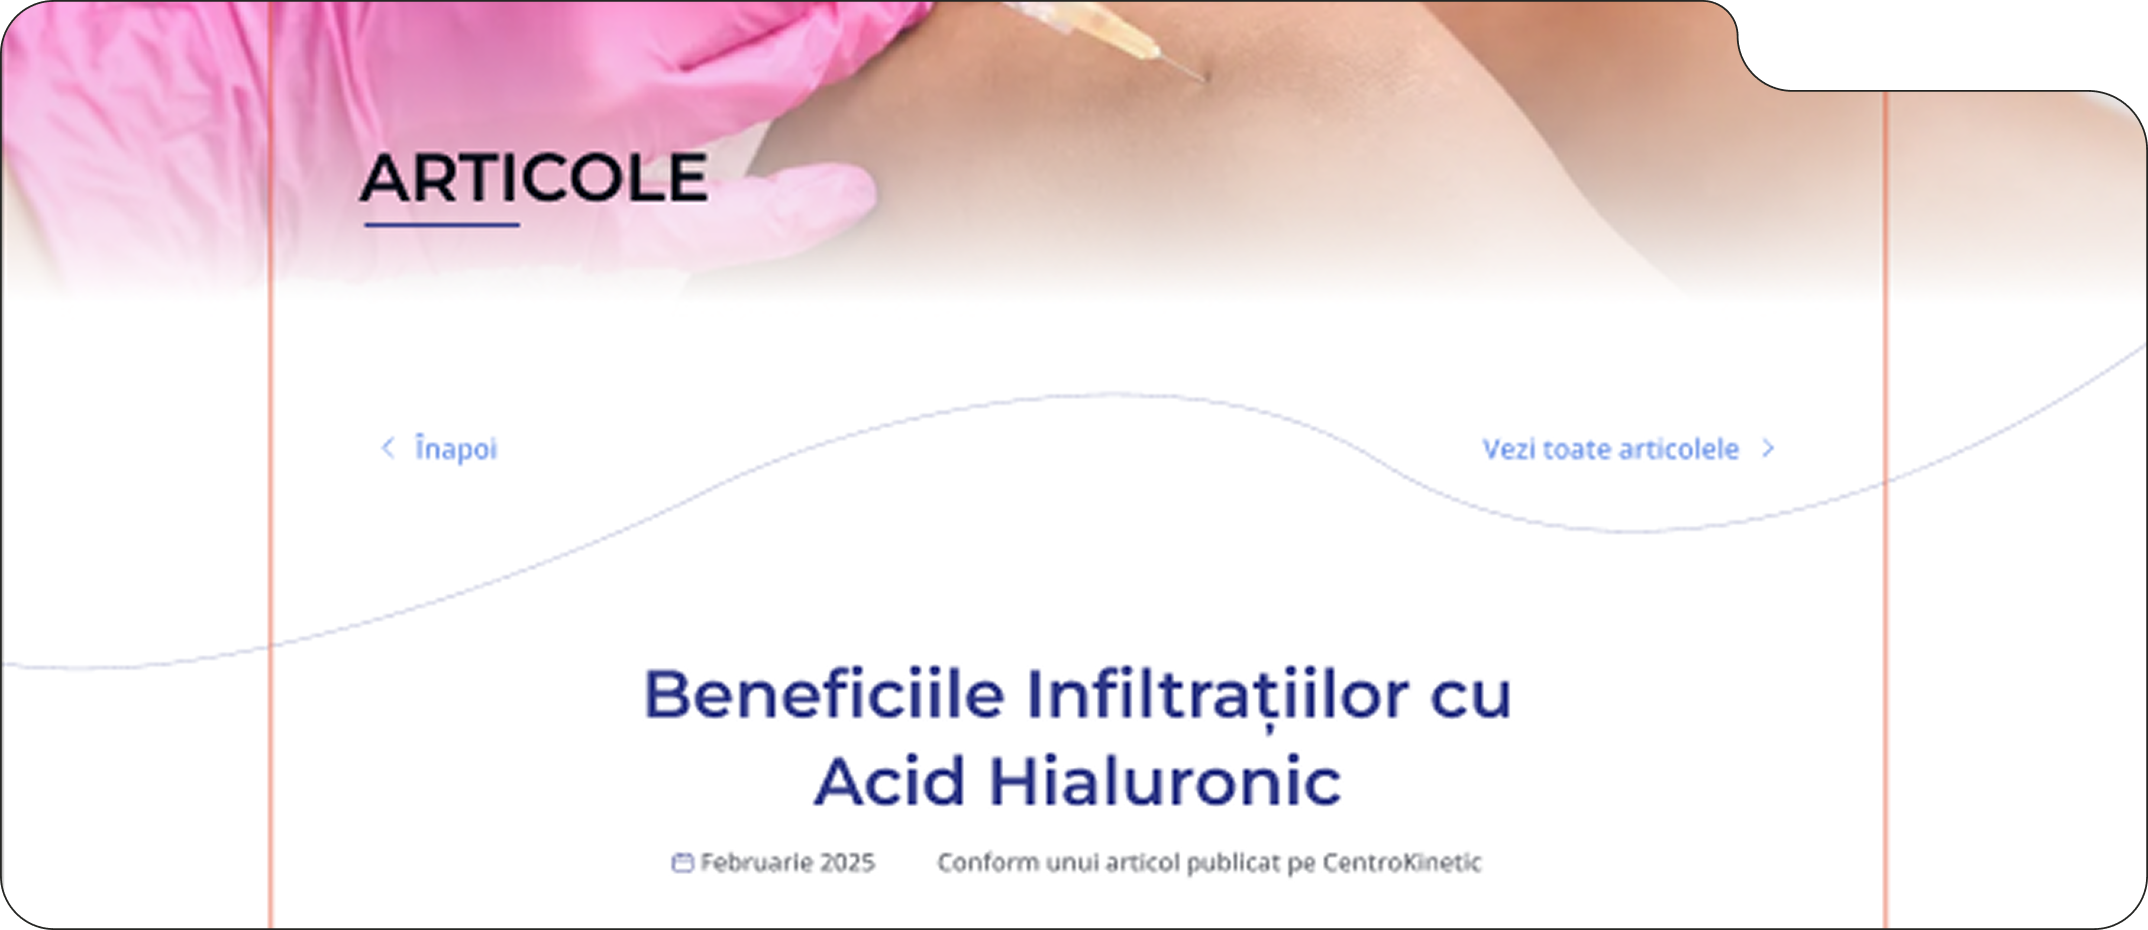 ARTICOLE
Înapoi
Vezi toate articolele
Beneficiile Infiltrațiilor cu
Acid Hialuronic
Februarie 2025
Conform unui articol publicat pe CentroKinetic